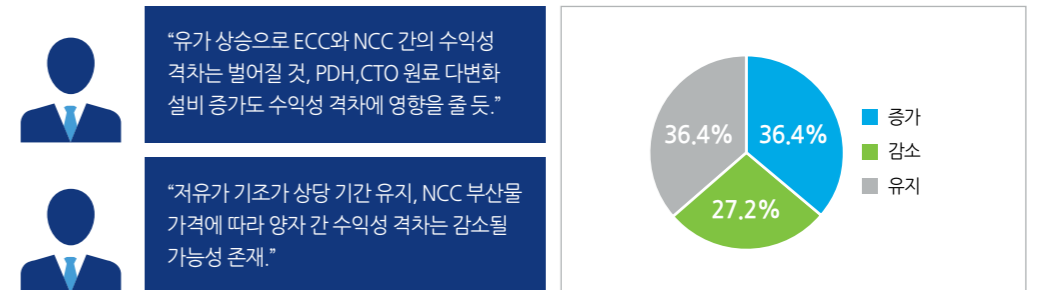 “유가 상승으로 ECC와 NCC 간의 수익성
격차는 벌어질 것, PDH,CTO 원료 다변화
설비 증가도 수익성 격차에 영향을 줄 듯.”
“저유가 기조가 상당 기간 유지, NCC 부산물
가격에 따라 양자 간 수익성 격차는 감소될
가능성 존재.”
36.4%
36.4%
27.2%
증가
감소
유지